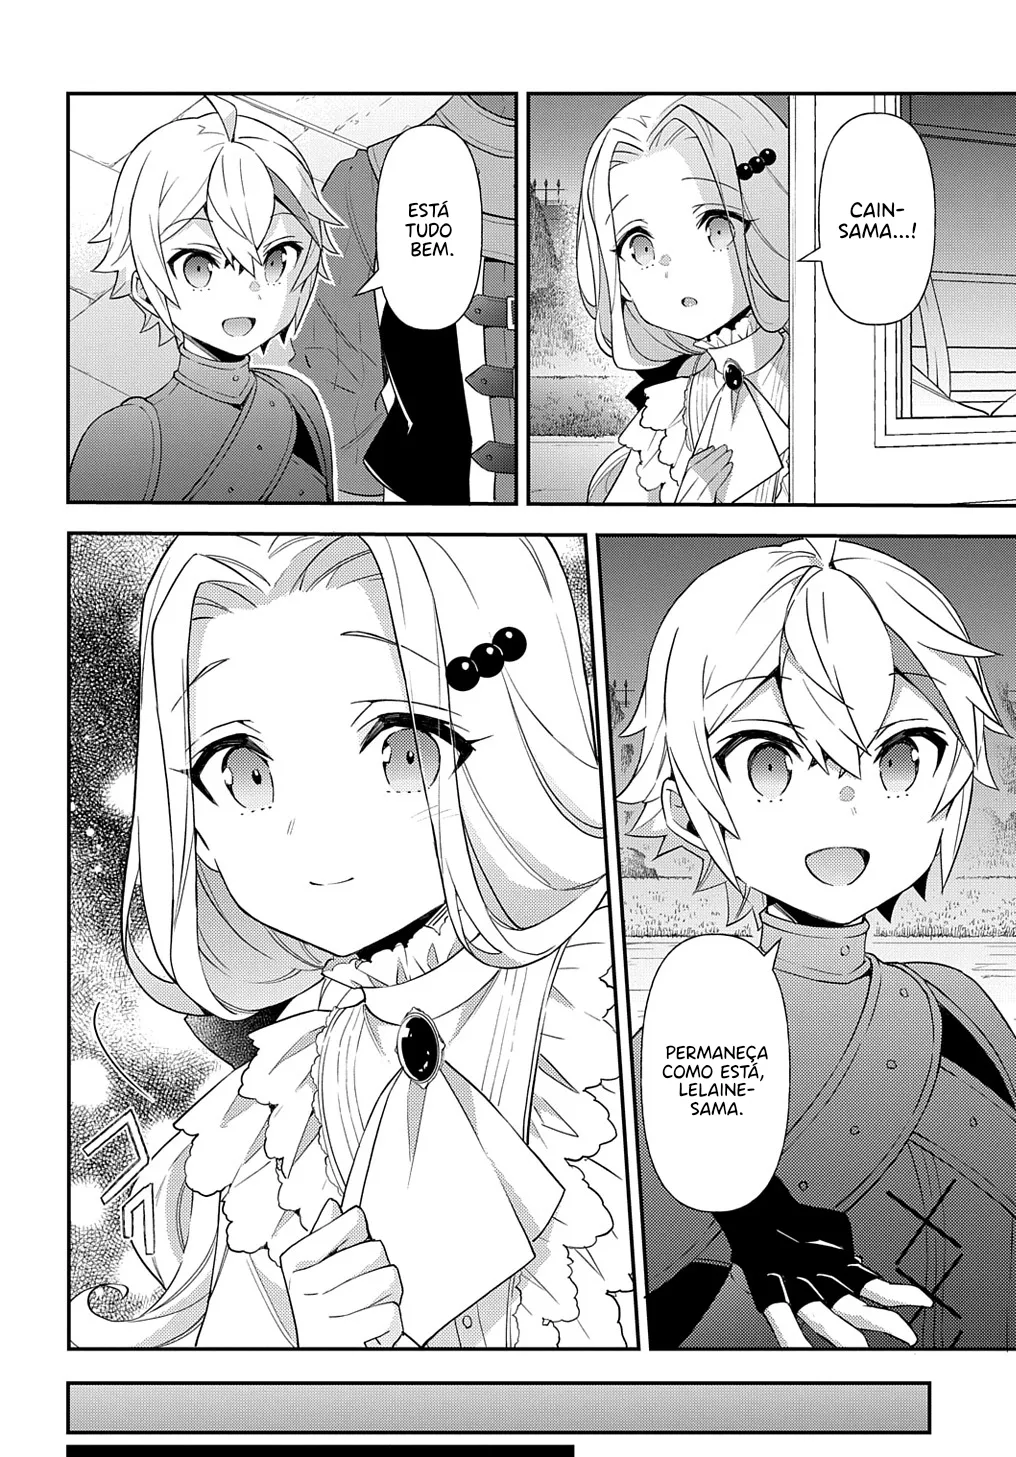 CAIN-
SAMA...!
ESTÁ
TUDO
BEM.
PERMANEÇA
COMO ESTÁ,
LELAINE-
SAMA.